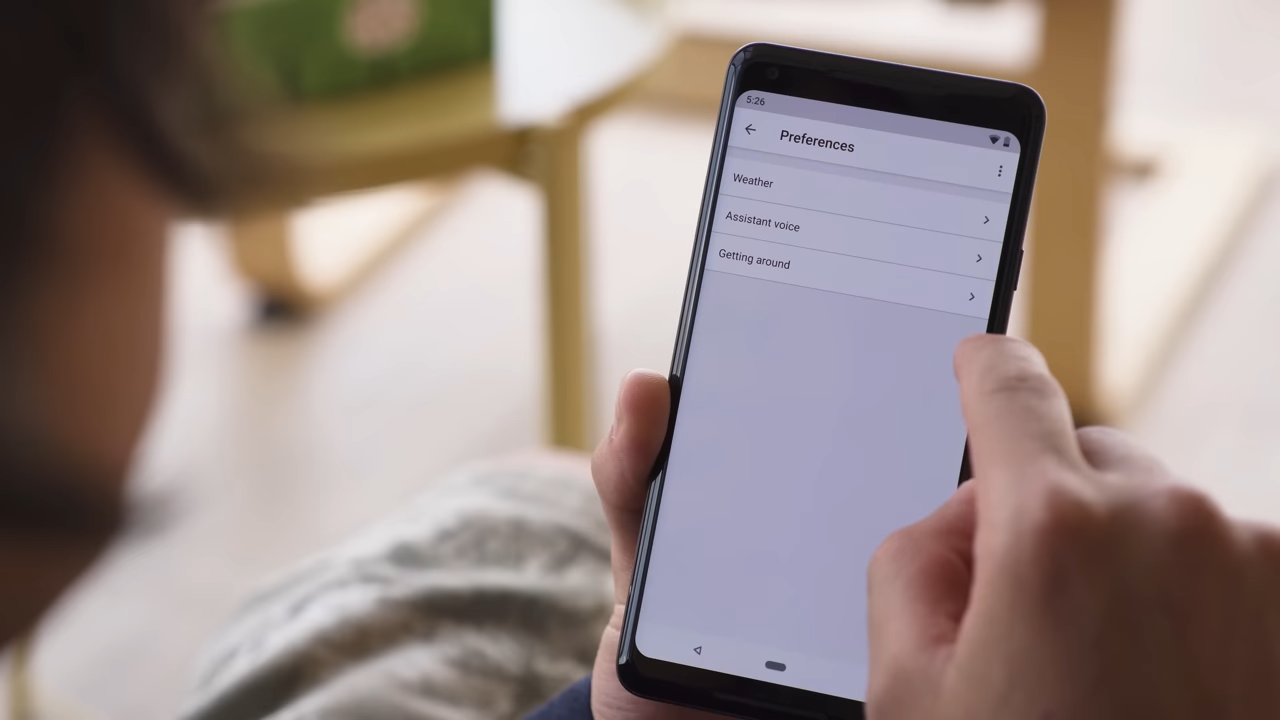 5:26
Preferences
Weather
Assistant voice
Getting around